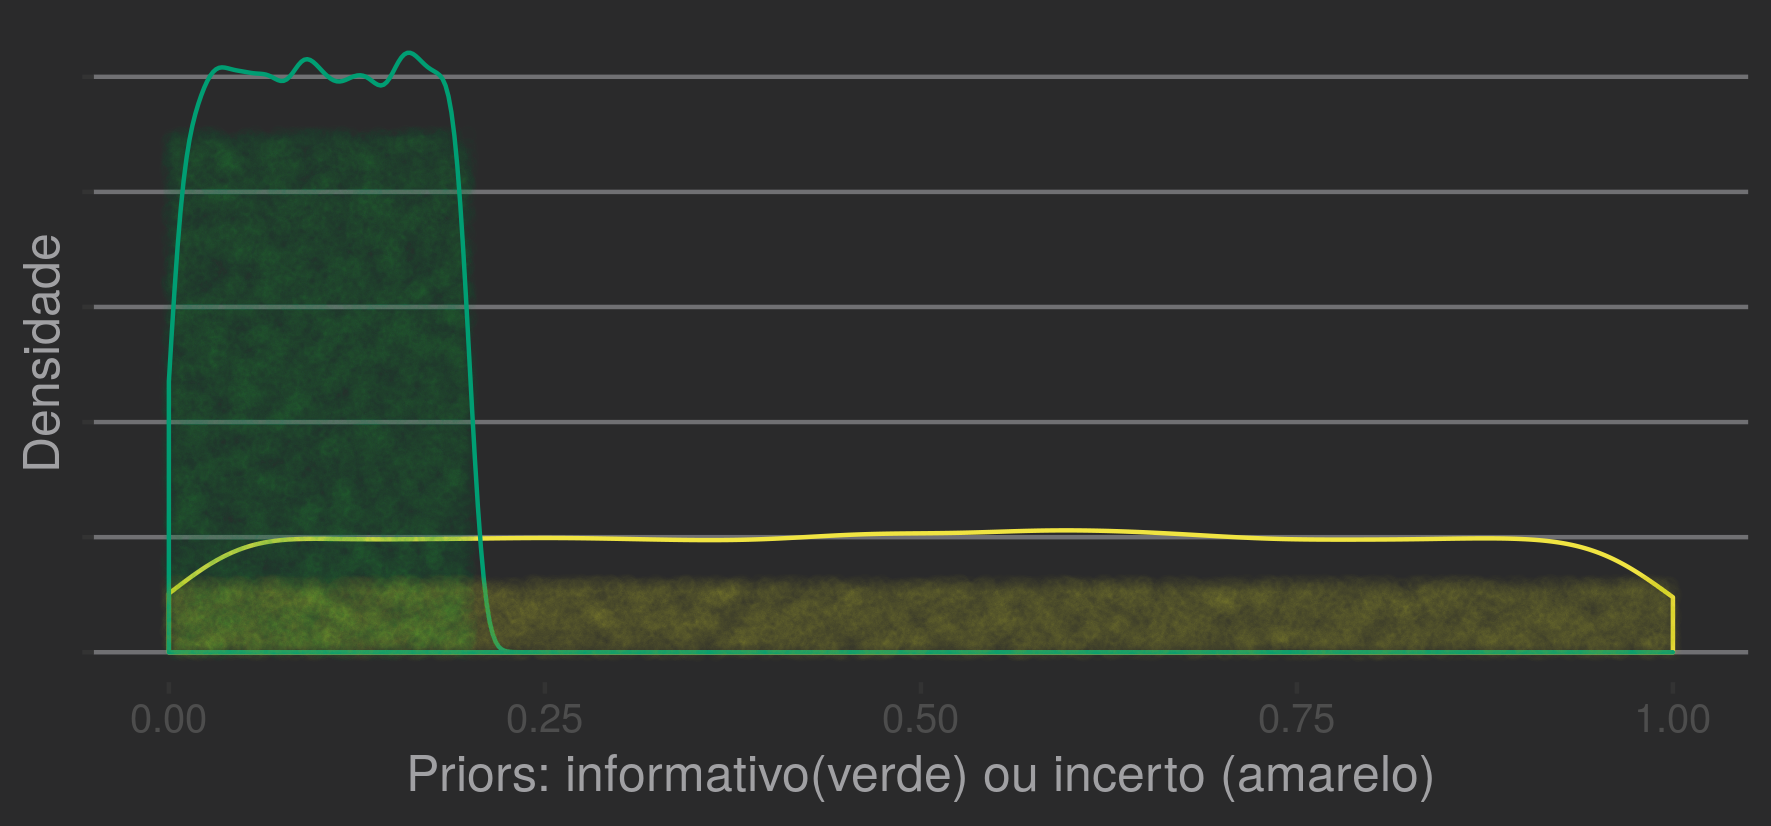 Densidade
0.00 0.25 0.50 0.75 1.00
Priors: informativo(verde) ou incerto (amarelo)